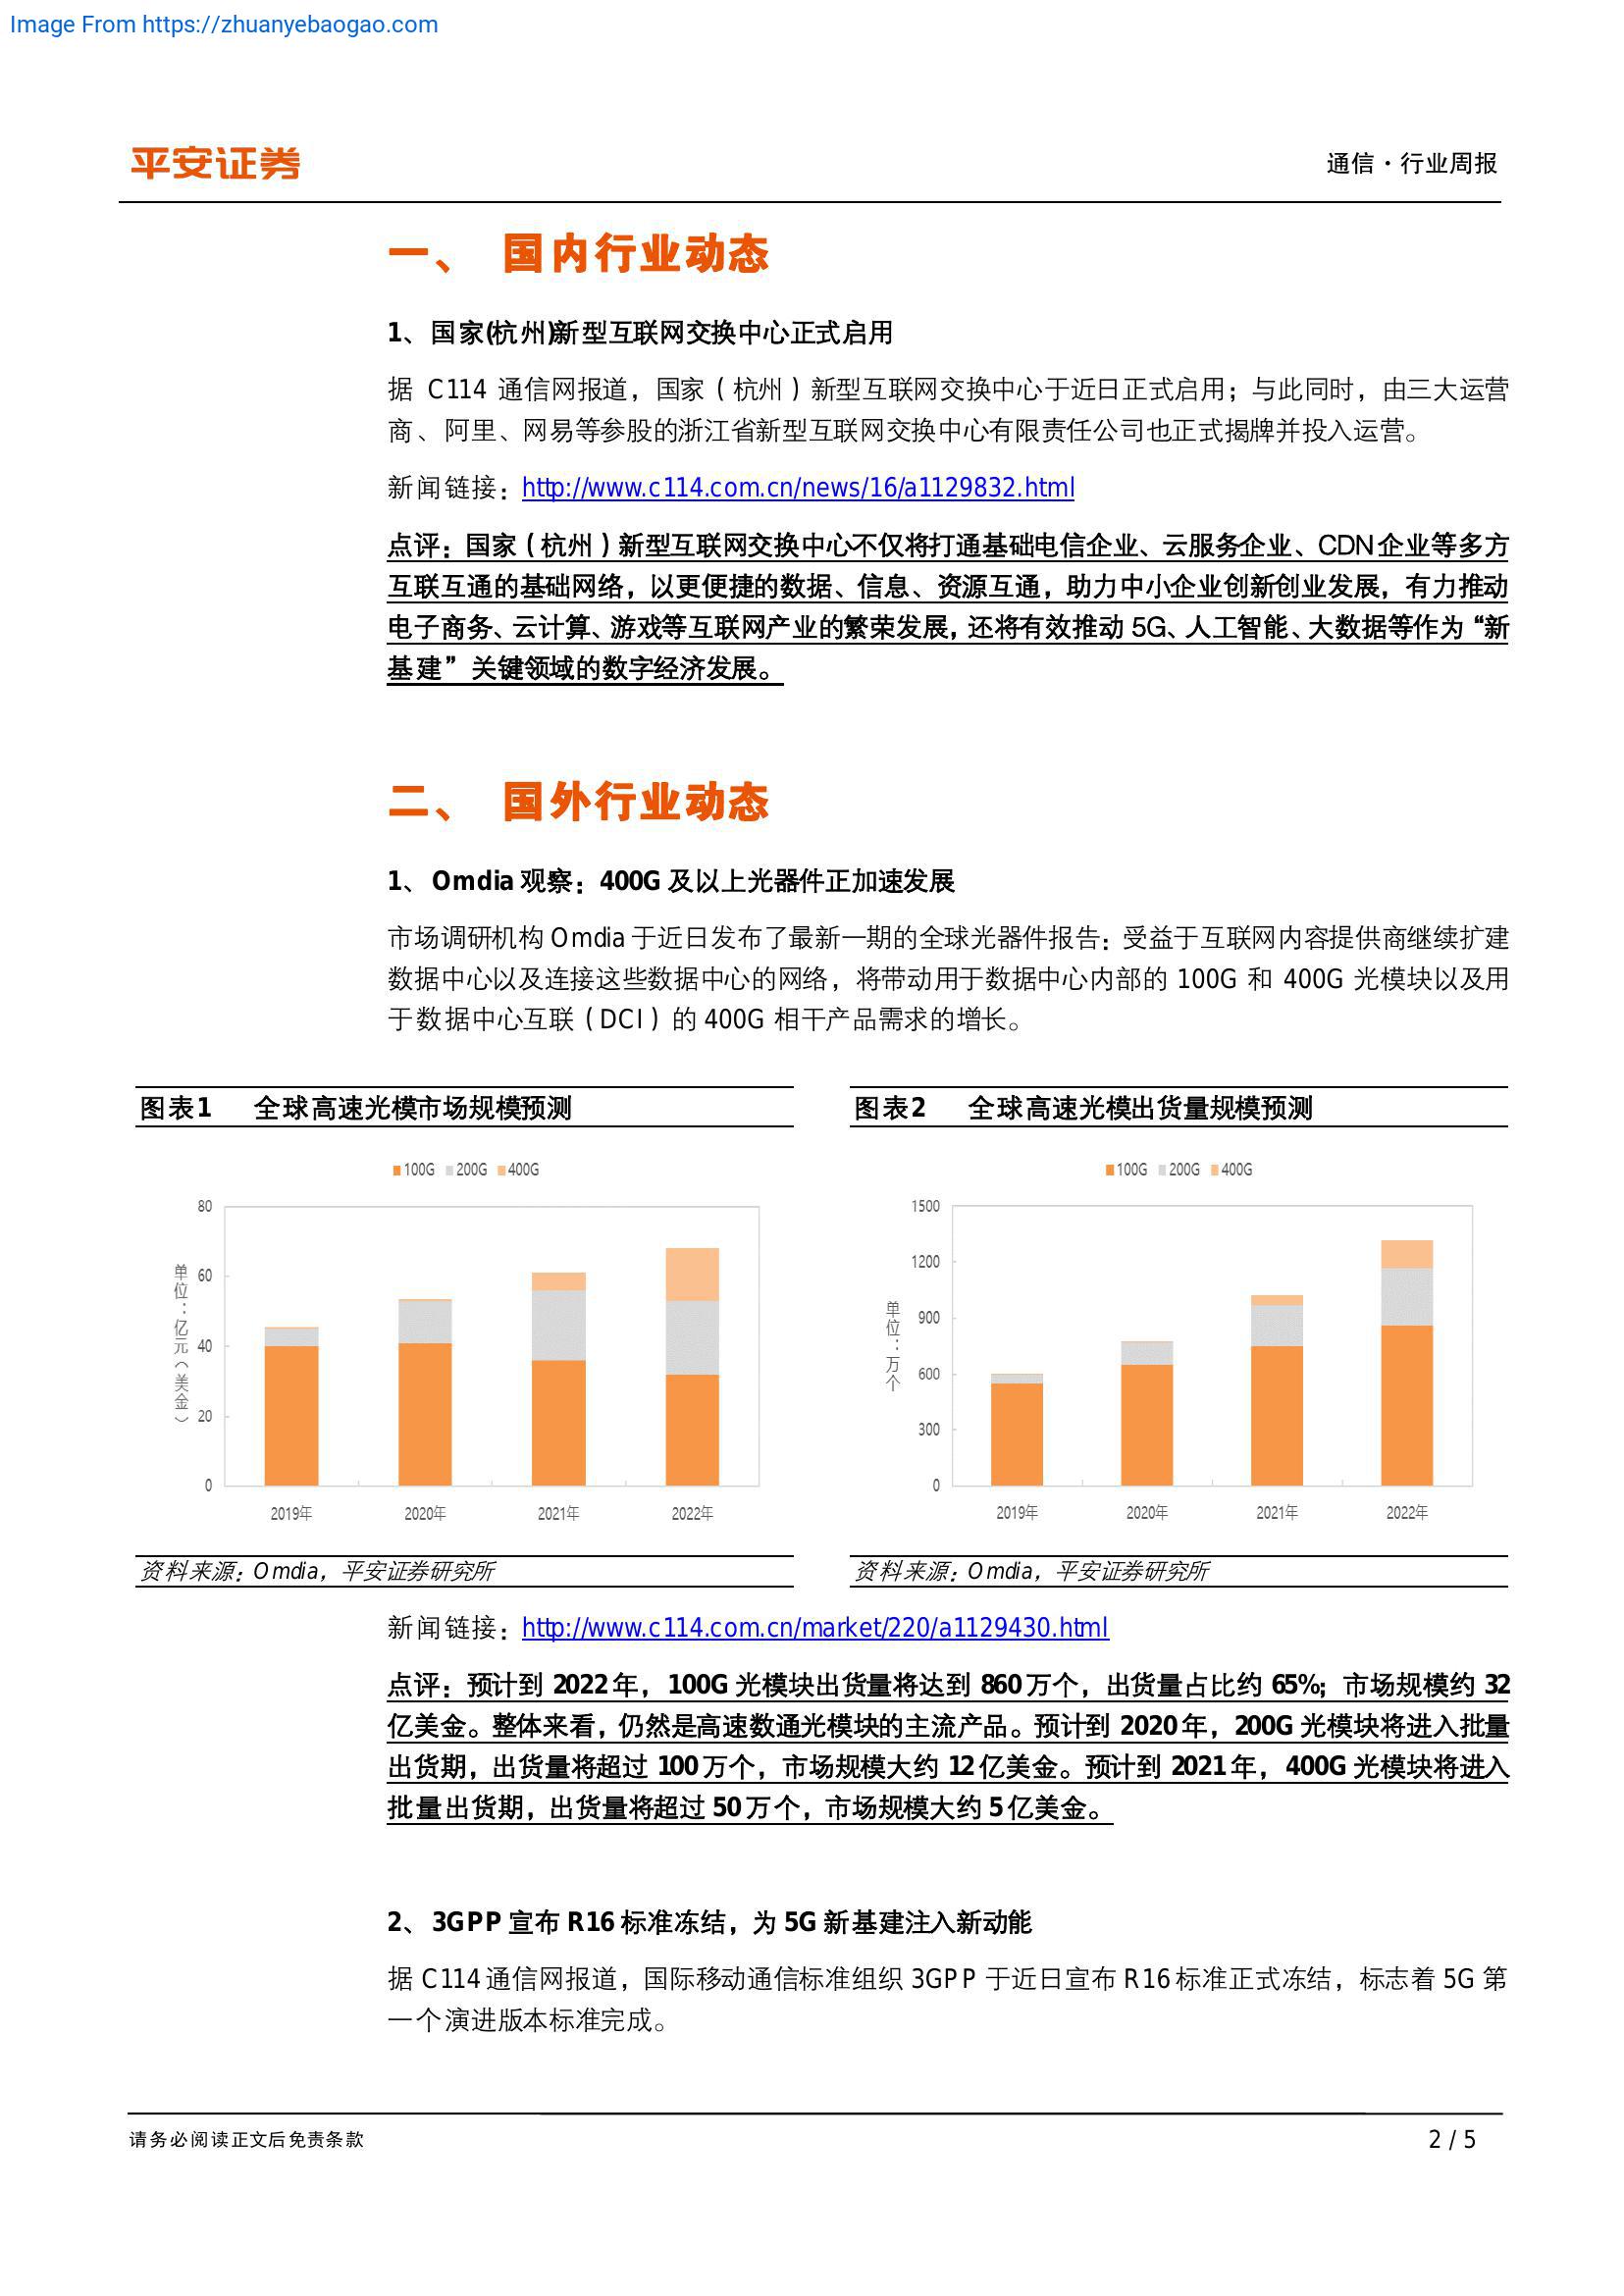 Image From https://zhuanyebaogao.com
平安证券
通信·行业周报
一、 国内行业动态
1、 国家(杭州)新型互联网交换中心正式启用
据 C114 通信网报道，国家（杭州）新型互联网交换中心于近日正式启用；与此同时，由三大运营
商、阿里、网易等参股的浙江省新型互联网交换中心有限责任公司也正式揭牌并投入运营。
新闻链接：http://www.c114.com.cn/news/16/a1129832.html
点评：国家（杭州）新型互联网交换中心不仅将打通基础电信企业、云服务企业、CDN 企业等多方
互联互通的基础网络，以更便捷的数据、信息、资源互通，助力中小企业创新创业发展，有力推动
电子商务、云计算、游戏等互联网产业的繁荣发展，还将有效推动 5G、人工智能、大数据等作为“新
基建”关键领域的数字经济发展。
二、 国外行业动态
1、 Omdia 观察：400G 及以上光器件正加速发展
市场调研机构 Omdia 于近日发布了最新一期的全球光器件报告：受益于互联网内容提供商继续扩建
数据中心以及连接这些数据中心的网络，将带动用于数据中心内部的 100G 和 400G 光模块以及用
于数据中心互联（DCI）的 400G 相干产品需求的增长。
图表1 全球高速光模市场规模预测
100G 200G 400G
单位：亿元（美金）
80
60
40
20
0
2019年 2020年 2021年 2022年
资料来源：Omdia，平安证券研究所
图表2 全球高速光模出货量规模预测
100G 200G 400G
单位：万个
1500
1200
900
600
300
0
2019年 2020年 2021年 2022年
资料来源：Omdia，平安证券研究所
新闻链接：http://www.c114.com.cn/market/220/a1129430.html
点评：预计到 2022 年，100G 光模块出货量将达到 860 万个，出货量占比约 65%；市场规模约 32
亿美金。整体来看，仍然是高速数通光模块的主流产品。预计到 2020 年，200G 光模块将进入批量
出货期，出货量将超过 100 万个，市场规模大约 12 亿美金。预计到 2021 年，400G 光模块将进入
批量出货期，出货量将超过 50 万个，市场规模大约 5 亿美金。
2、 3GPP 宣布 R16 标准冻结，为 5G 新基建注入新动能
据 C114 通信网报道，国际移动通信标准组织 3GPP 于近日宣布 R16 标准正式冻结，标志着 5G 第
一个演进版本标准完成。
请务必阅读正文后免责条款
2 / 5